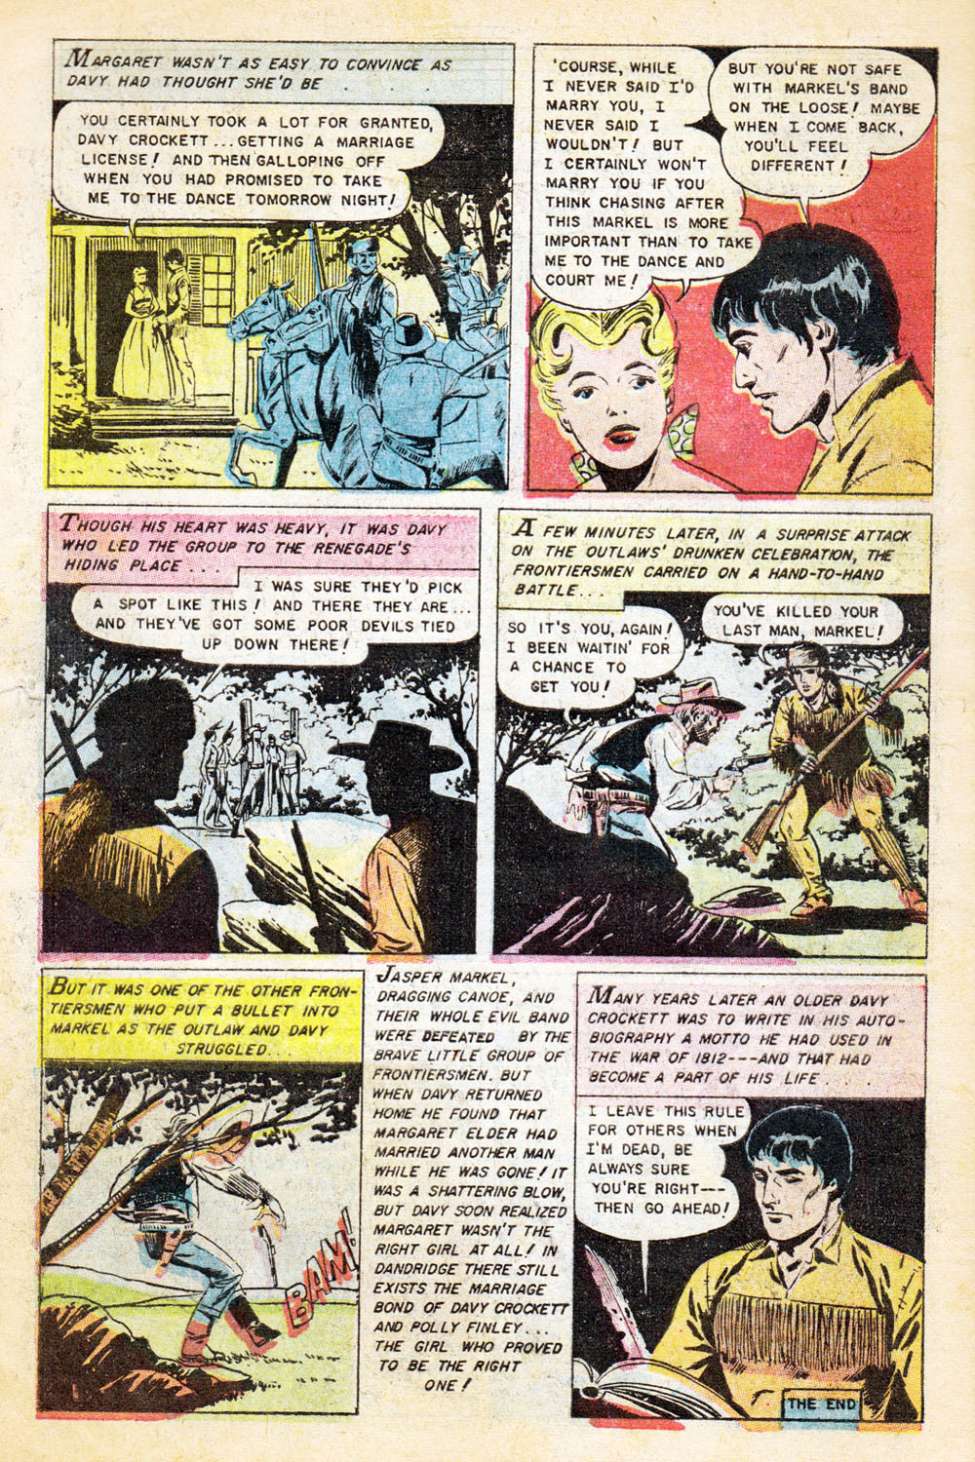 MARGARET WASN'T AS EASY TO CONVINCE AS
DAVY HAD THOUGHT SHE'D BE . . . .
YOU CERTAINLY TOOK A LOT FOR GRANTED,
DAVY CROCKETT... GETTING A MARRIAGE
LICENSE! AND THEN GALLOPING OFF
WHEN YOU HAD PROMISED TO TAKE
ME TO THE DANCE TOMORROW NIGHT!
'COURSE, WHILE
I NEVER SAID I'D
MARRY YOU, I
NEVER SAID I
WOULDN'T! BUT
I CERTAINLY WON'T
MARRY YOU IF YOU
THINK CHASING AFTER
THIS MARKEL IS MORE
IMPORTANT THAN TO TAKE
ME TO THE DANCE AND
COURT ME!
BUT YOU'RE NOT SAFE
WITH MARKEL'S BAND
ON THE LOOSE! MAYBE
WHEN I COME BACK,
YOU'LL FEEL
DIFFERENT!
THOUGH HIS HEART WAS HEAVY, IT WAS DAVY
WHO LED THE GROUP TO THE RENEGADE'S
HIDING PLACE . . .
I WAS SURE THEY'D PICK
A SPOT LIKE THIS! AND THERE THEY ARE...
AND THEY'VE GOT SOME POOR DEVILS TIED
UP DOWN THERE!
A FEW MINUTES LATER, IN A SURPRISE ATTACK
ON THE OUTLAWS' DRUNKEN CELEBRATION, THE
FRONTIERSMEN CARRIED ON A HAND-TO-HAND
BATTLE...
SO IT'S YOU, AGAIN!
I BEEN WAITIN' FOR
A CHANCE TO
GET YOU!
YOU'VE KILLED YOUR
LAST MAN, MARKEL!
BUT IT WAS ONE OF THE OTHER FRON-
TIERSMEN WHO PUT A BULLET INTO
MARKEL AS THE OUTLAW AND DAVY
STRUGGLED...
BAM!
JASPER MARKEL,
DRAGGING CANOE, AND
THEIR WHOLE EVIL BAND
WERE DEFEATED BY THE
BRAVE LITTLE GROUP OF
FRONTIERSMEN. BUT
WHEN DAVY RETURNED
HOME HE FOUND THAT
MARGARET ELDER HAD
MARRIED ANOTHER MAN
WHILE HE WAS GONE! IT
WAS A SHATTERING BLOW,
BUT DAVY SOON REALIZED
MARGARET WASN'T THE
RIGHT GIRL AT ALL! IN
DANDRIDGE THERE STILL
EXISTS THE MARRIAGE
BOND OF DAVY CROCKETT
AND POLLY FINLEY...
THE GIRL WHO PROVED
TO BE THE RIGHT
ONE!
MANY YEARS LATER AN OLDER DAVY
CROCKETT WAS TO WRITE IN HIS AUTO-
BIOGRAPHY A MOTTO HE HAD USED IN
THE WAR OF 1812---AND THAT HAD
BECOME A PART OF HIS LIFE . . . .
I LEAVE THIS RULE
FOR OTHERS WHEN
I'M DEAD, BE
ALWAYS SURE
YOU'RE RIGHT---
THEN GO AHEAD!
THE END